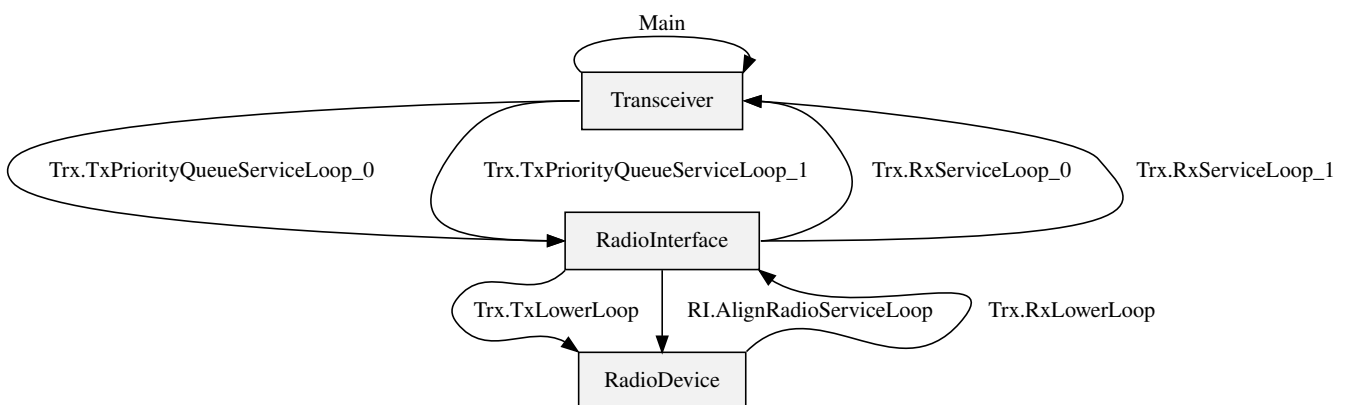 Main
Transceiver
Trx.TxPriorityQueueServiceLoop_0
Trx.TxPriorityQueueServiceLoop_1
Trx.RxServiceLoop_0
Trx.RxServiceLoop_1
RadioInterface
Trx.TxLowerLoop
RI.AlignRadioServiceLoop
Trx.RxLowerLoop
RadioDevice